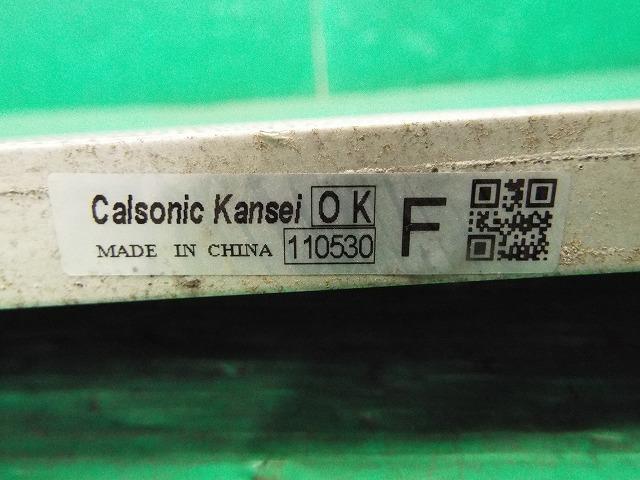 Calsonic Kansei OK F
MADE IN CHINA 110530